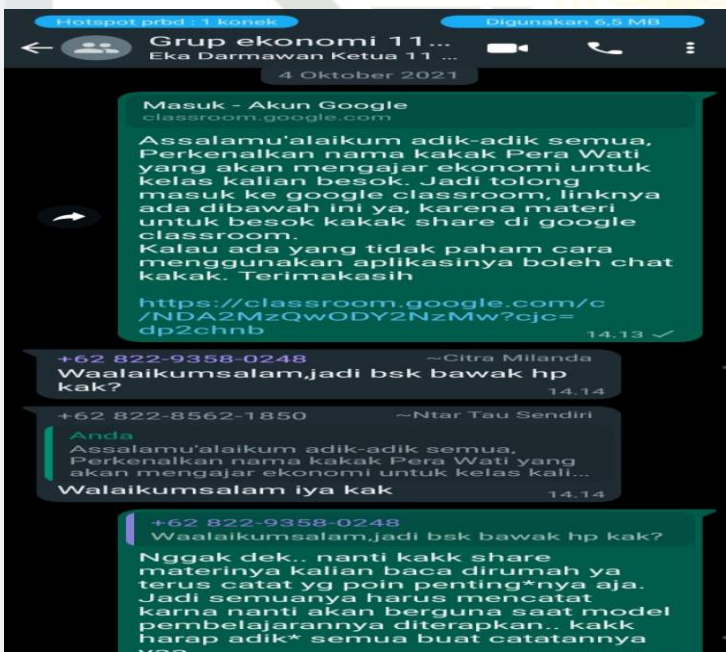 Hotspot prbd : 1 konek
Digunakan 6,5 MB
Grup ekonomi 11...
Eka Darmawan Ketua 11 ...
4 Oktober 2021
Masuk - Akun Google
classroom.google.com
Assalamu'alaikum adik-adik semua,
Perkenalkan nama kakak Pera Wati
yang akan mengajar ekonomi untuk
kelas kalian besok. Jadi tolong
masuk ke google classroom, linknya
ada dibawah ini ya, karena materi
untuk besok kakak share di google
classroom.
Kalau ada yang tidak paham cara
menggunakan aplikasinya boleh chat
kakak. Terimakasih
https://classroom.google.com/c
/NDA2MzQwODY2NzMw?cjc=
dp2chnb
14.13
+62 822-9358-0248 ~Citra Milanda
Waalaikumsalam,jadi bsk bawak hp
kak?
14.14
+62 822-8562-1850 ~Ntar Tau Sendiri
Anda
Assalamu'alaikum adik-adik semua,
Perkenalkan nama kakak Pera Wati yang
akan mengajar ekonomi untuk kelas kali...
Walaikumsalam iya kak
14.14
+62 822-9358-0248
Waalaikumsalam,jadi bsk bawak hp kak?
Nggak dek.. nanti kakk share
materinya kalian baca dirumah ya
terus catat yg poin penting*nya aja.
Jadi semuanya harus mencatat
karna nanti akan berguna saat model
pembelajarannya diterapkan.. kakk
harap adik* semua buat catatannya